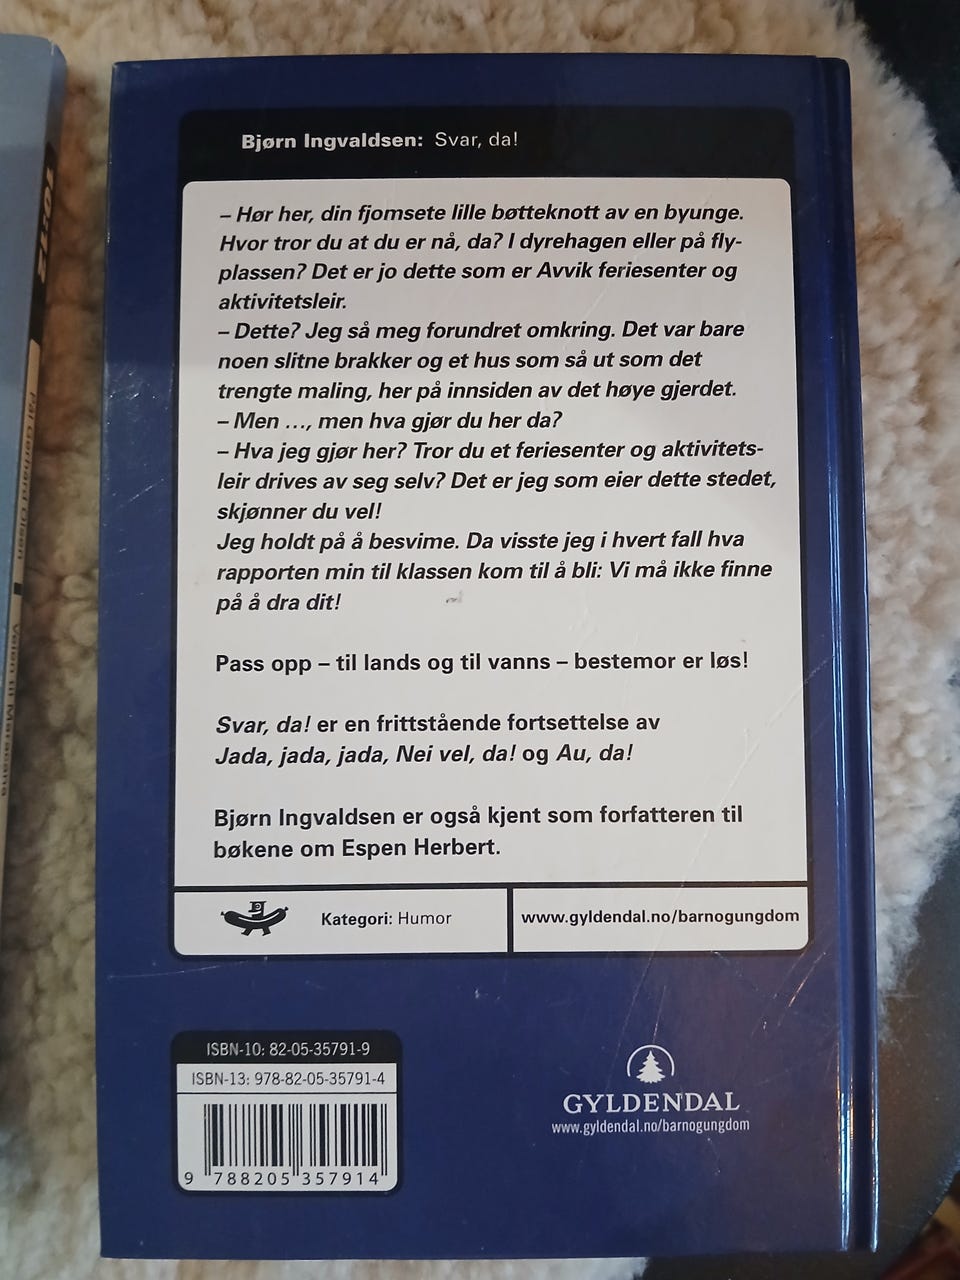 Bjørn Ingvaldsen: Svar, da!
– Hør her, din fjomsete lille bøtteknott av en byunge.
Hvor tror du at du er nå, da? I dyrehagen eller på fly-
plassen? Det er jo dette som er Avvik feriesenter og
aktivitetsleir.
– Dette? Jeg så meg forundret omkring. Det var bare
noen slitne brakker og et hus som så ut som det
trengte maling, her på innsiden av det høye gjerdet.
– Men ..., men hva gjør du her da?
– Hva jeg gjør her? Tror du et feriesenter og aktivitets-
leir drives av seg selv? Det er jeg som eier dette stedet,
skjønner du vel!
Jeg holdt på å besvime. Da visste jeg i hvert fall hva
rapporten min til klassen kom til å bli: Vi må ikke finne
på å dra dit!
Pass opp – til lands og til vanns – bestemor er løs!
Svar, da! er en frittstående fortsettelse av
Jada, jada, jada, Nei vel, da! og Au, da!
Bjørn Ingvaldsen er også kjent som forfatteren til
bøkene om Espen Herbert.
Kategori: Humor
www.gyldendal.no/barnogungdom
ISBN-10: 82-05-35791-9
ISBN-13: 978-82-05-35791-4
9 788205 357914
GYLDENDAL
www.gyldendal.no/barnogungdom
Pål Gerhard Olsen
Veien til Maracana